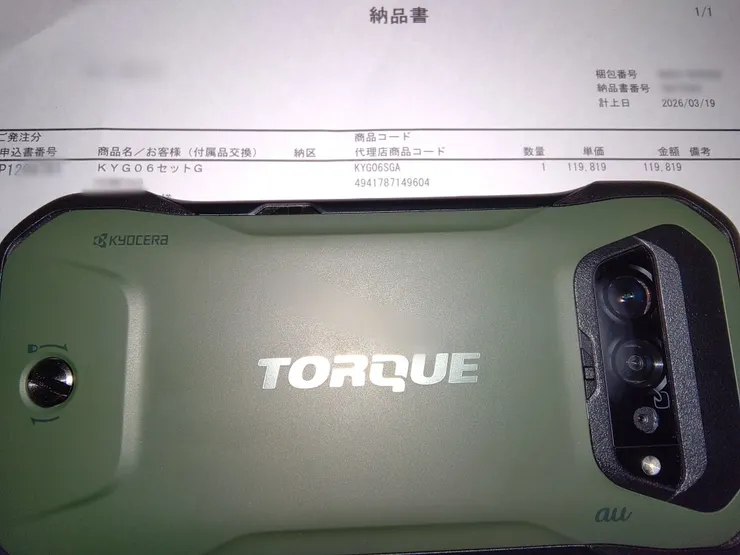 納品書
1/1
梱包番号
納品書番号
計上日 2026/03/19
ご発注分 商品コード
申込書番号 商品名/お客様(付属品交換) 納区 代理店商品コード 数量 単価 金額 備考
KYG06セットG KYG06SGA 1 119,819 119,819
4941787149604
KYOCERA
TORQUE
au